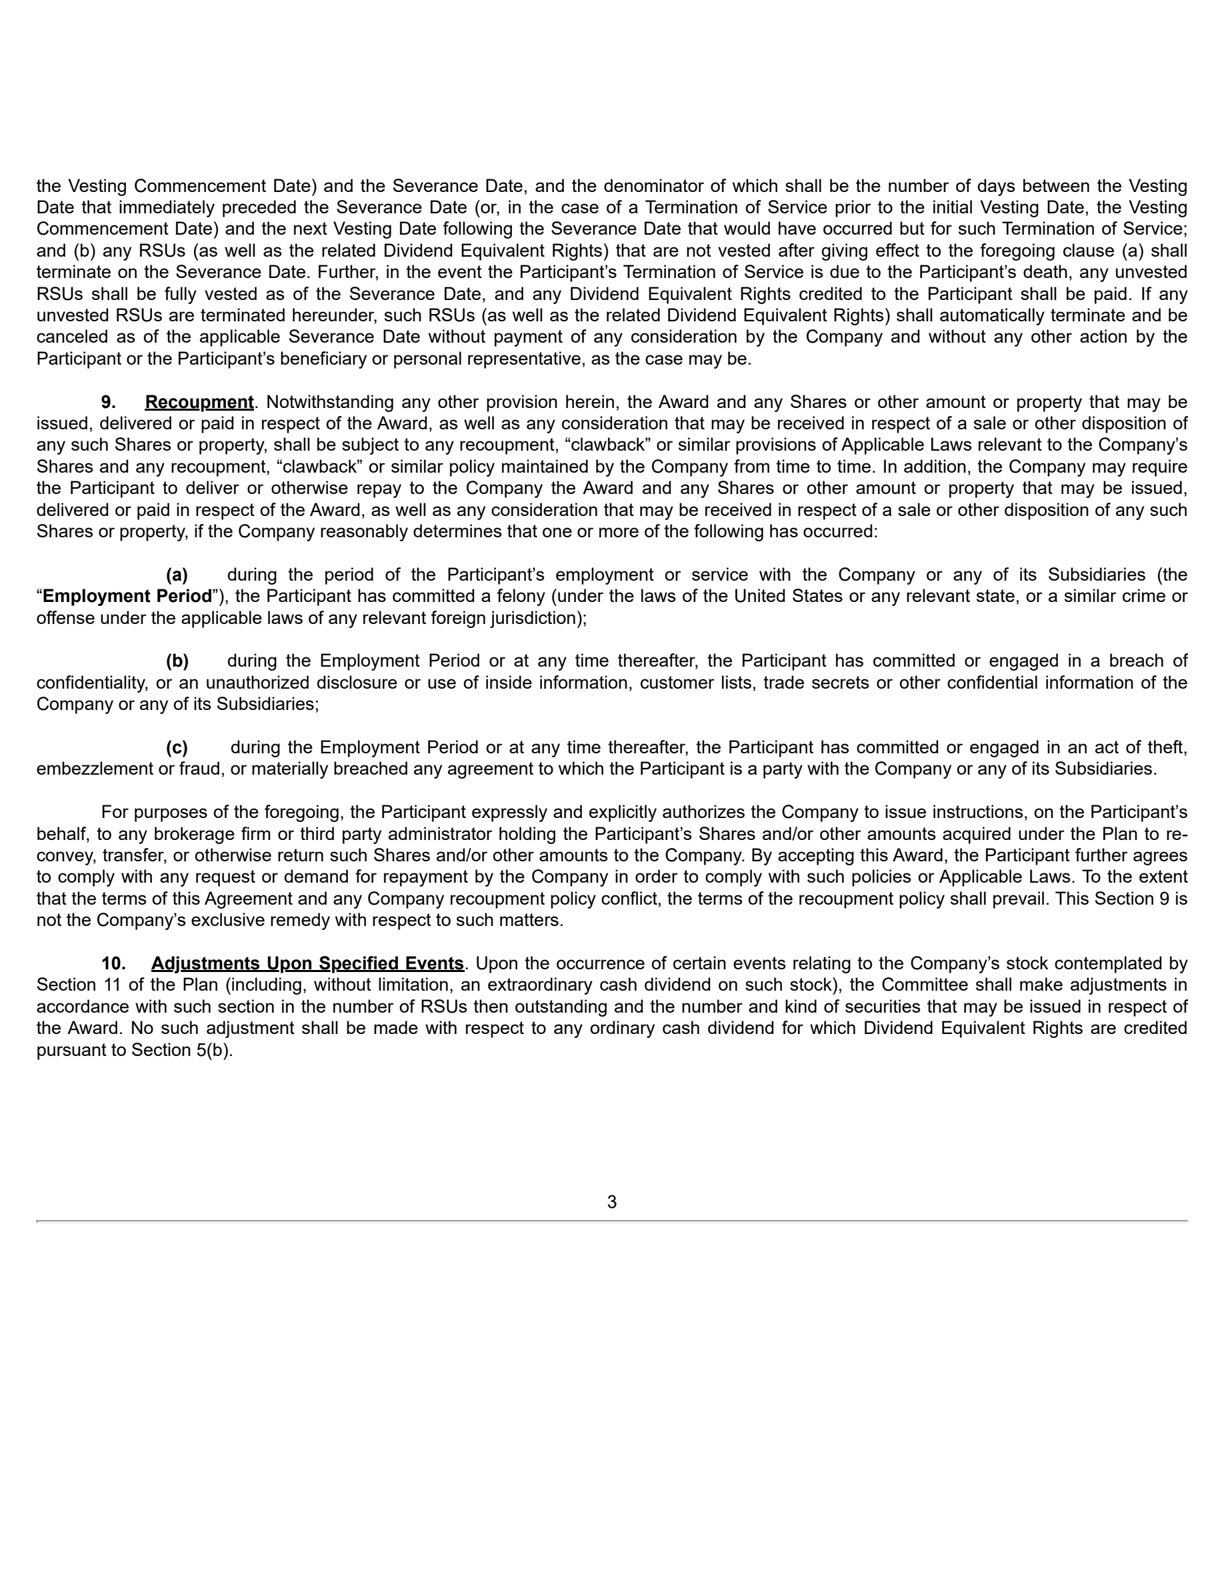 the Vesting Commencement Date) and the Severance Date, and the denominator of which shall be the number of days between the Vesting
Date that immediately preceded the Severance Date (or, in the case of a Termination of Service prior to the initial Vesting Date, the Vesting
Commencement Date) and the next Vesting Date following the Severance Date that would have occurred but for such Termination of Service;
and (b) any RSUs (as well as the related Dividend Equivalent Rights) that are not vested after giving effect to the foregoing clause (a) shall
terminate on the Severance Date. Further, in the event the Participant’s Termination of Service is due to the Participant’s death, any unvested
RSUs shall be fully vested as of the Severance Date, and any Dividend Equivalent Rights credited to the Participant shall be paid. If any
unvested RSUs are terminated hereunder, such RSUs (as well as the related Dividend Equivalent Rights) shall automatically terminate and be
canceled as of the applicable Severance Date without payment of any consideration by the Company and without any other action by the
Participant or the Participant’s beneficiary or personal representative, as the case may be.
9. Recoupment. Notwithstanding any other provision herein, the Award and any Shares or other amount or property that may be
issued, delivered or paid in respect of the Award, as well as any consideration that may be received in respect of a sale or other disposition of
any such Shares or property, shall be subject to any recoupment, “clawback” or similar provisions of Applicable Laws relevant to the Company’s
Shares and any recoupment, “clawback” or similar policy maintained by the Company from time to time. In addition, the Company may require
the Participant to deliver or otherwise repay to the Company the Award and any Shares or other amount or property that may be issued,
delivered or paid in respect of the Award, as well as any consideration that may be received in respect of a sale or other disposition of any such
Shares or property, if the Company reasonably determines that one or more of the following has occurred:
(a) during the period of the Participant’s employment or service with the Company or any of its Subsidiaries (the
“Employment Period”), the Participant has committed a felony (under the laws of the United States or any relevant state, or a similar crime or
offense under the applicable laws of any relevant foreign jurisdiction);
(b) during the Employment Period or at any time thereafter, the Participant has committed or engaged in a breach of
confidentiality, or an unauthorized disclosure or use of inside information, customer lists, trade secrets or other confidential information of the
Company or any of its Subsidiaries;
(c) during the Employment Period or at any time thereafter, the Participant has committed or engaged in an act of theft,
embezzlement or fraud, or materially breached any agreement to which the Participant is a party with the Company or any of its Subsidiaries.
For purposes of the foregoing, the Participant expressly and explicitly authorizes the Company to issue instructions, on the Participant’s
behalf, to any brokerage firm or third party administrator holding the Participant’s Shares and/or other amounts acquired under the Plan to re-
convey, transfer, or otherwise return such Shares and/or other amounts to the Company. By accepting this Award, the Participant further agrees
to comply with any request or demand for repayment by the Company in order to comply with such policies or Applicable Laws. To the extent
that the terms of this Agreement and any Company recoupment policy conflict, the terms of the recoupment policy shall prevail. This Section 9 is
not the Company’s exclusive remedy with respect to such matters.
10. Adjustments Upon Specified Events. Upon the occurrence of certain events relating to the Company’s stock contemplated by
Section 11 of the Plan (including, without limitation, an extraordinary cash dividend on such stock), the Committee shall make adjustments in
accordance with such section in the number of RSUs then outstanding and the number and kind of securities that may be issued in respect of
the Award. No such adjustment shall be made with respect to any ordinary cash dividend for which Dividend Equivalent Rights are credited
pursuant to Section 5(b).
3